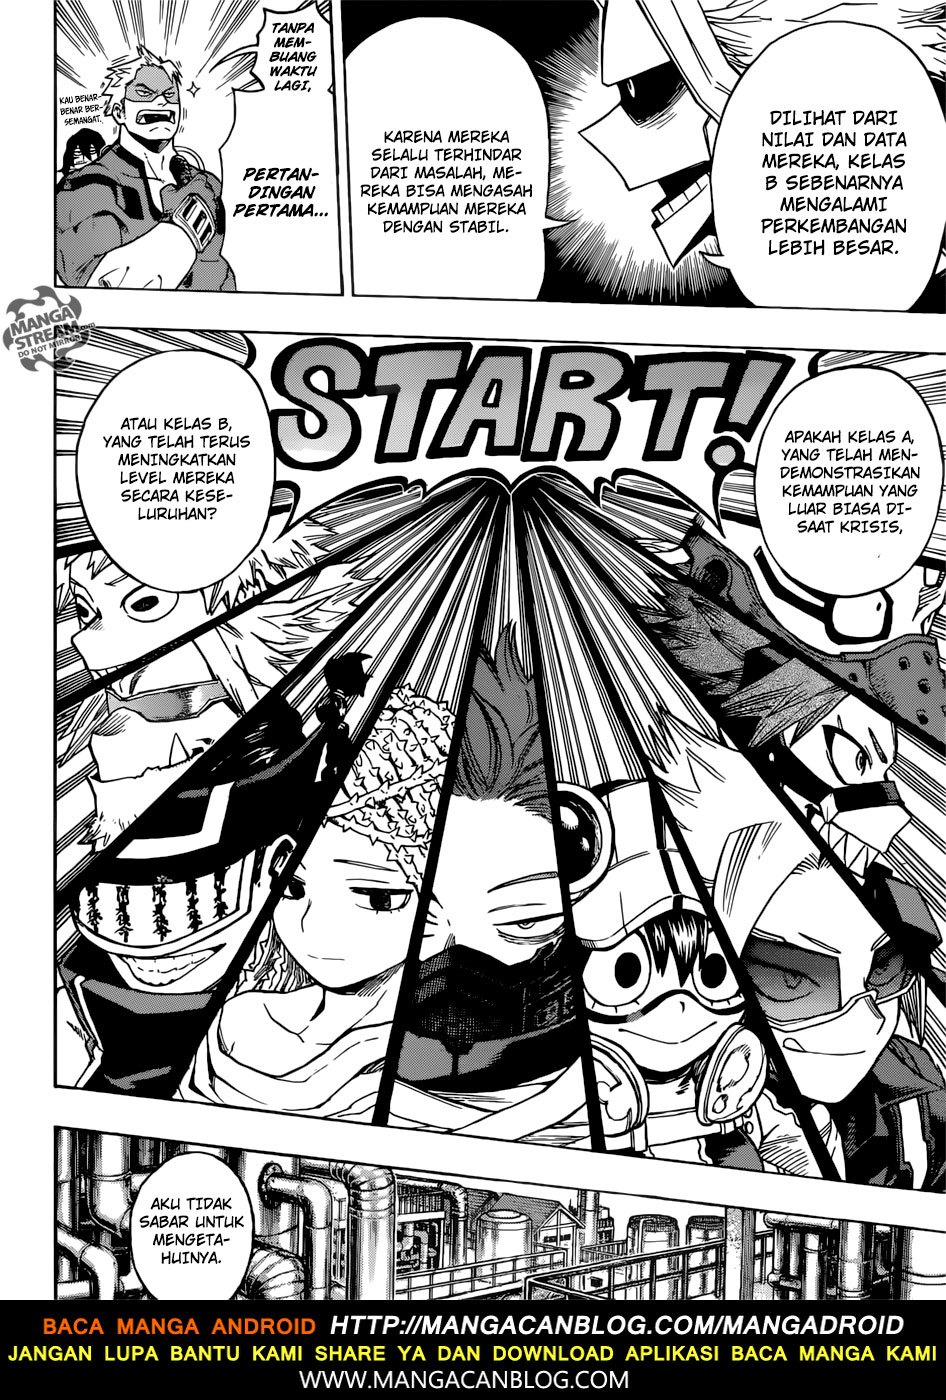 DILIHAT DARI
NILAI DAN DATA
MEREKA, KELAS
B SEBENARNYA
MENGALAMI
PERKEMBANGAN
LEBIH BESAR.
KARENA MEREKA
SELALU TERHINDAR
DARI MASALAH, ME-
REKA BISA MENGASAH
KEMAMPUAN MEREKA
DENGAN STABIL.
TANPA
MEM-
BUANG
WAKTU
LAGI,
PERTAN-
DINGAN
PERTAMA...
KAU BENAR-
BENAR BER-
SEMANGAT.
MANGA
STREAM.com
DO NOT MIRROR
START!
APAKAH KELAS A,
YANG TELAH MEN-
DEMONSTRASIKAN
KEMAMPUAN YANG
LUAR BIASA DI-
SAAT KRISIS,
ATAU KELAS B,
YANG TELAH TERUS
MENINGKATKAN
LEVEL MEREKA
SECARA KESE-
LURUHAN?
AKU TIDAK
SABAR UNTUK
MENGETA-
HUINYA.
BACA MANGA ANDROID HTTP://MANGACANBLOG.COM/MANGADROID
JANGAN LUPA BANTU KAMI SHARE YA DAN DOWNLOAD APLIKASI BACA MANGA KAMI
WWW.MANGACANBLOG.COM